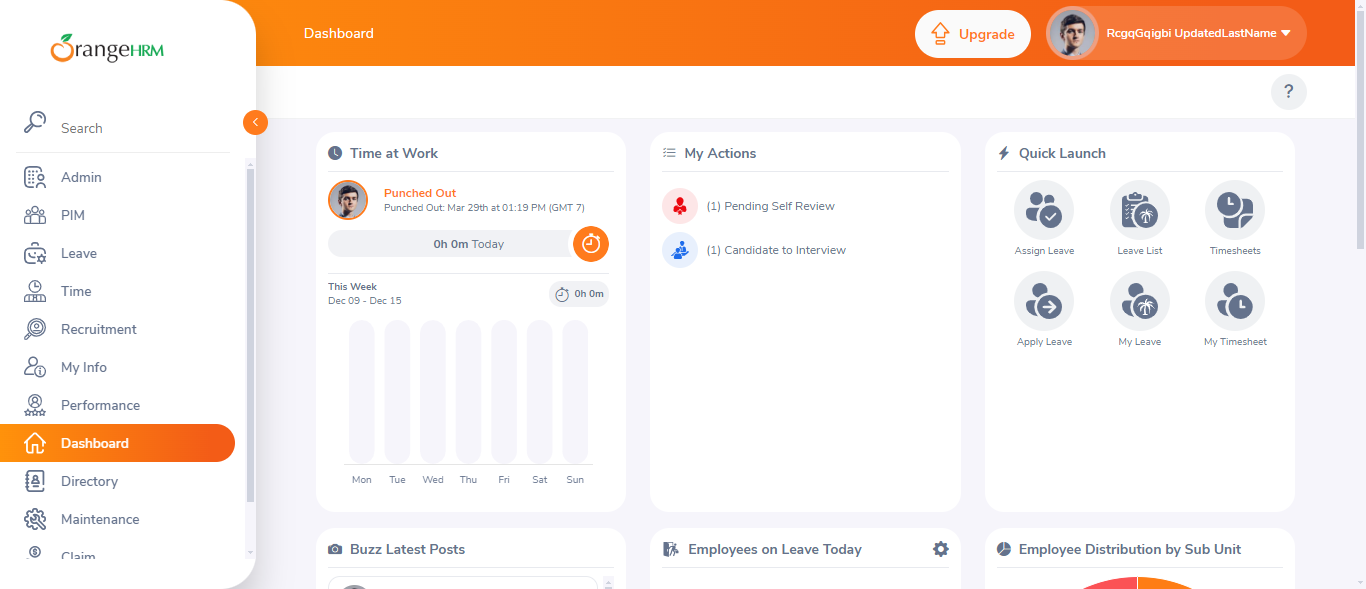 OrangeHRM
Search
Admin
PIM
Leave
Time
Recruitment
My Info
Performance
Dashboard
Directory
Maintenance
Claim
Dashboard
Upgrade
RcgqGqigbi UpdatedLastName
?
Time at Work
Punched Out
Punched Out: Mar 29th at 01:19 PM (GMT 7)
0h 0m Today
This Week
Dec 09 - Dec 15
0h 0m
Mon Tue Wed Thu Fri Sat Sun
My Actions
(1) Pending Self Review
(1) Candidate to Interview
Quick Launch
Assign Leave Leave List Timesheets
Apply Leave My Leave My Timesheet
Buzz Latest Posts
Employees on Leave Today
Employee Distribution by Sub Unit